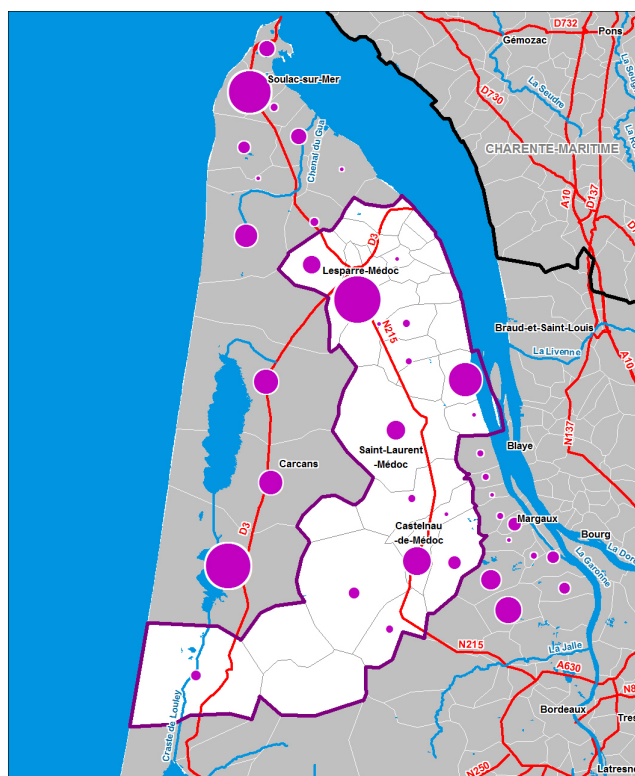 D732
Pons
Gémozac
La Seudre
D730
Soulac-sur-Mer
Chenal du Gua
CHARENTE-MARITIME
A10
D137
D3
Lesparre-Médoc
N215
Braud-et-Saint-Louis
La Livenne
A10
N137
Saint-Laurent
-Médoc
Blaye
Carcans
D3
Castelnau
-de-Médoc
Margaux
Bourg
La Garonne
N215
La Jalle
A630
Bordeaux
Craste de Louley
N250
Latresne